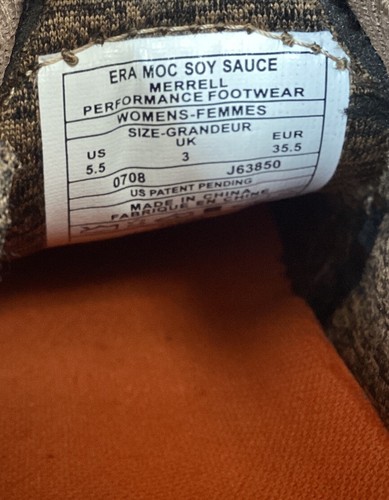 ERA MOC SOY SAUCE
MERRELL
PERFORMANCE FOOTWEAR
WOMENS-FEMMES
SIZE-GRANDEUR
US UK EUR
5.5 3 35.5
0708 J63850
US PATENT PENDING
MADE IN CHINA
FABRIQUE EN CHINE